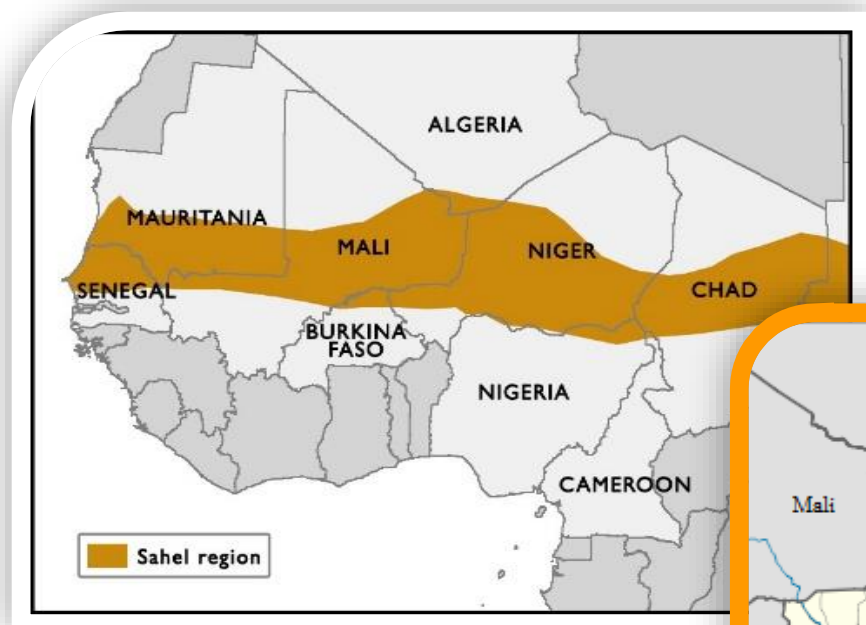 ALGERIA
MAURITANIA
MALI
NIGER
CHAD
SENEGAL
BURKINA
FASO
NIGERIA
CAMEROON
Sahel region
Mali